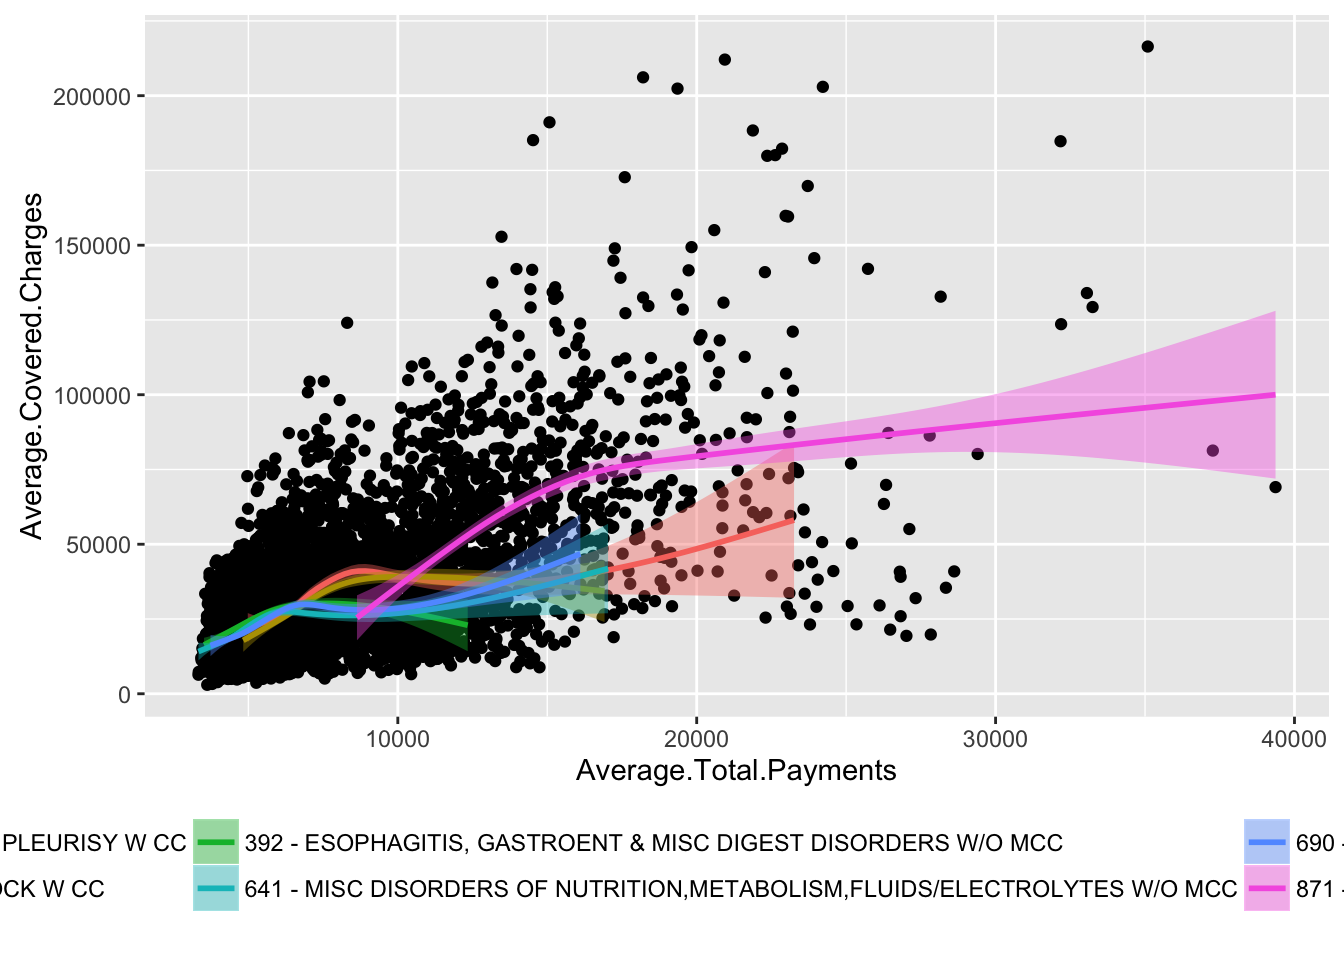 200000
150000
100000
50000
0
Average.Covered.Charges
10000 20000 30000 40000
Average.Total.Payments
PLEURISY W CC 392 - ESOPHAGITIS, GASTROENT & MISC DIGEST DISORDERS W/O MCC 690 -
CK W CC 641 - MISC DISORDERS OF NUTRITION,METABOLISM,FLUIDS/ELECTROLYTES W/O MCC 871 -